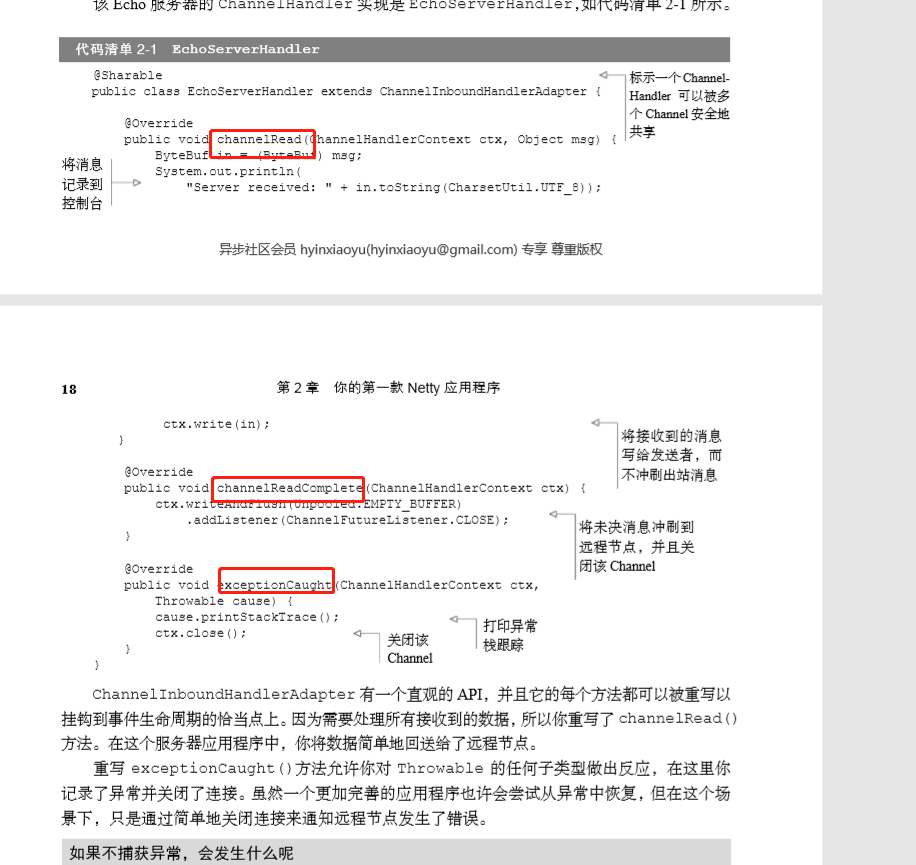 该 Echo 服务器的 ChannelHandler 实现是 EchoServerHandler,如代码清单 2-1 所示。
代码清单 2-1 EchoServerHandler
@Sharable
public class EchoServerHandler extends ChannelInboundHandlerAdapter {
标示一个 Channel-
Handler 可以被多
个 Channel 安全地
共享
@Override
public void channelRead(ChannelHandlerContext ctx, Object msg) {
ByteBuf in = (ByteBuf) msg;
System.out.println(
"Server received: " + in.toString(CharsetUtil.UTF_8));
将消息
记录到
控制台
异步社区会员 hyinxiaoyu(hyinxiaoyu@gmail.com) 专享 尊重版权
18 第 2 章 你的第一款 Netty 应用程序
ctx.write(in);
}
将接收到的消息
写给发送者，而
不冲刷出站消息
@Override
public void channelReadComplete(ChannelHandlerContext ctx) {
ctx.writeAndFlush(Unpooled.EMPTY_BUFFER)
.addListener(ChannelFutureListener.CLOSE);
}
将未决消息冲刷到
远程节点，并且关
闭该 Channel
@Override
public void exceptionCaught(ChannelHandlerContext ctx,
Throwable cause) {
cause.printStackTrace();
ctx.close();
}
}
打印异常
栈跟踪
关闭该
Channel
ChannelInboundHandlerAdapter 有一个直观的 API，并且它的每个方法都可以被重写以
挂钩到事件生命周期的恰当点上。因为需要处理所有接收到的数据，所以你重写了 channelRead()
方法。在这个服务器应用程序中，你将数据简单地回送给了远程节点。
重写 exceptionCaught()方法允许你对 Throwable 的任何子类型做出反应，在这里你
记录了异常并关闭了连接。虽然一个更加完善的应用程序也许会尝试从异常中恢复，但在这个场
景下，只是通过简单地关闭连接来通知远程节点发生了错误。
如果不捕获异常，会发生什么呢